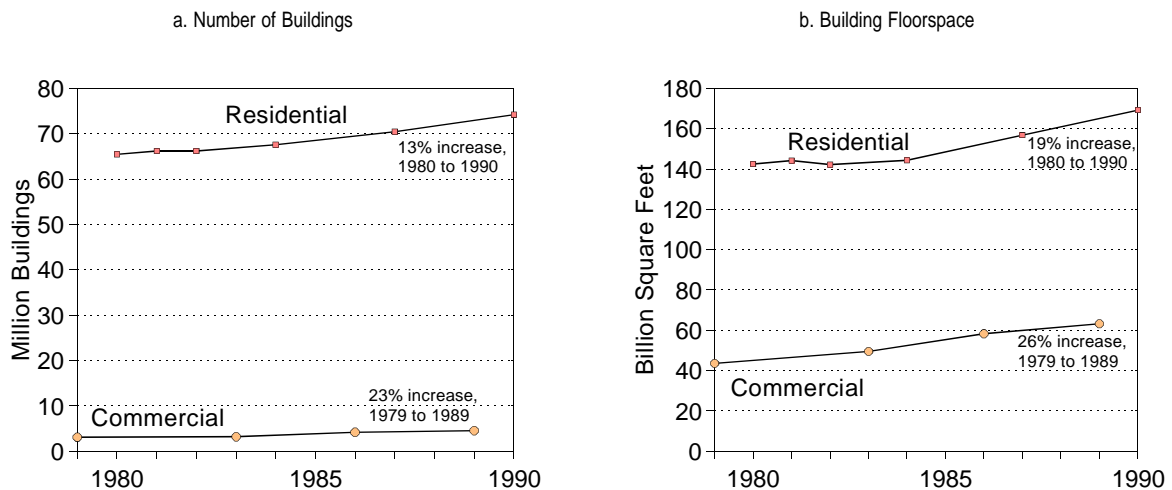 a. Number of Buildings
80
70
60
50
40
30
20
10
0
Million Buildings
Residential
13% increase,
1980 to 1990
23% increase,
1979 to 1989
Commercial
1980
1985
1990
b. Building Floorspace
180
160
140
120
100
80
60
40
20
0
Billion Square Feet
Residential
19% increase,
1980 to 1990
26% increase,
1979 to 1989
Commercial
1980
1985
1990